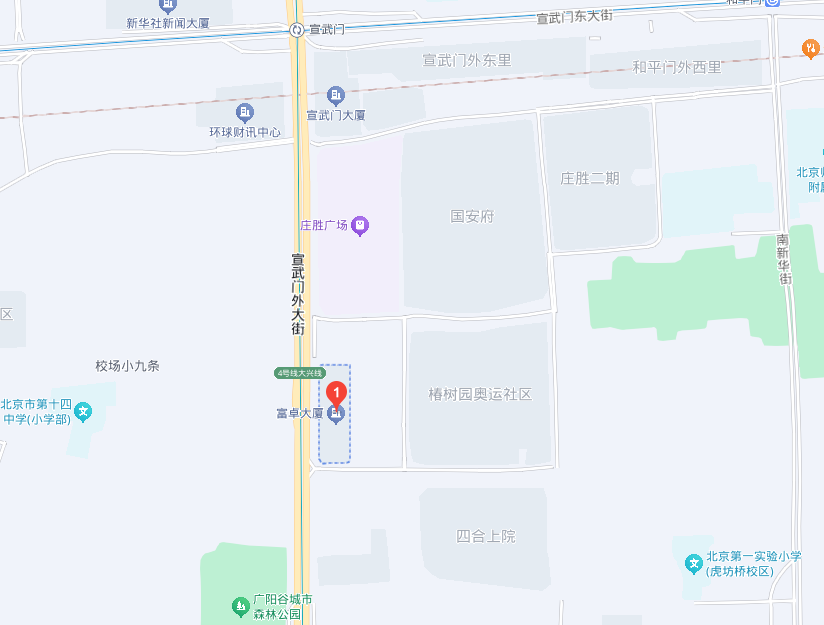 新华社新闻大厦
宣武门
宣武门东大街
宣武门外东里
和平门外西里
宣武门大厦
环球财讯中心
庄胜二期
国安府
庄胜广场
南新华街
宣武门外大街
区
校场小九条
4号线大兴线
1
富卓大厦
椿树园奥运社区
北京市第十四
中学(小学部)
四合上院
北京第一实验小学
(虎坊桥校区)
广阳谷城市
森林公园